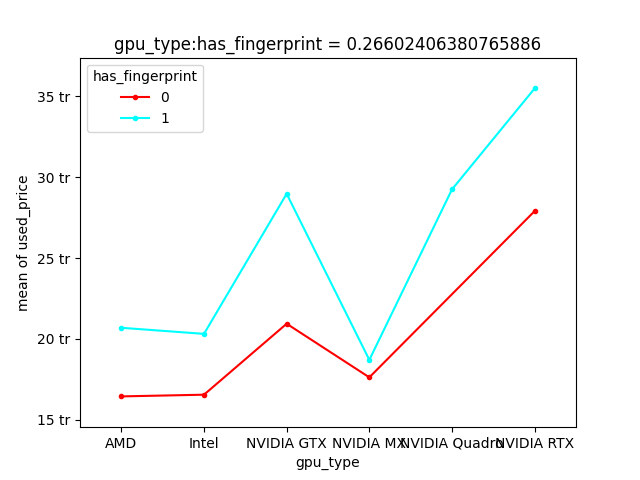 gpu_type:has_fingerprint = 0.26602406380765886
has_fingerprint
0
1
35 tr
30 tr
25 tr
20 tr
15 tr
mean of used_price
AMD Intel NVIDIA GTX NVIDIA MX NVIDIA Quadro NVIDIA RTX
gpu_type